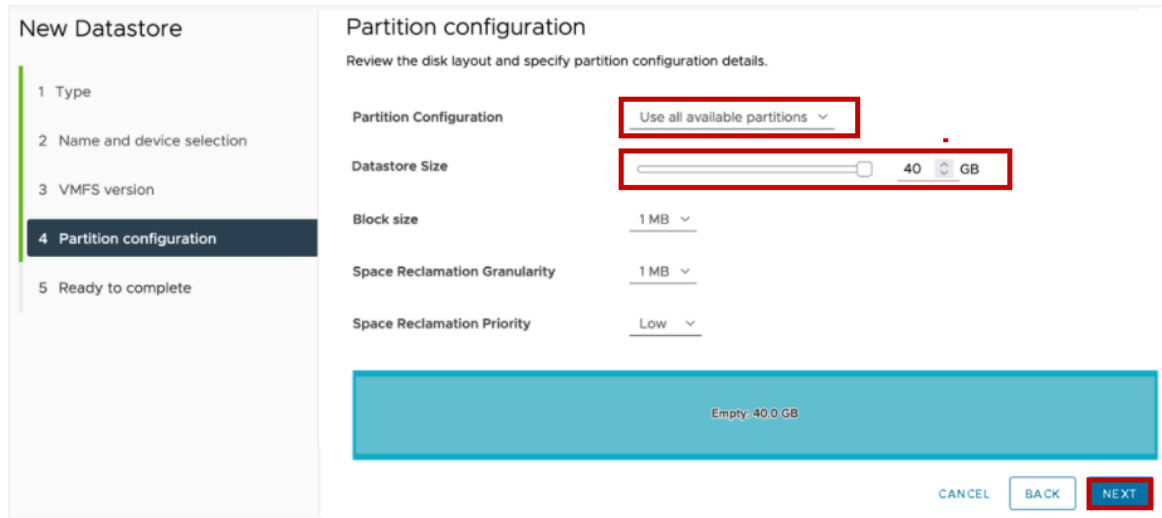 New Datastore
1 Type
2 Name and device selection
3 VMFS version
4 Partition configuration
5 Ready to complete
Partition configuration
Review the disk layout and specify partition configuration details.
Partition Configuration Use all available partitions
Datastore Size 40 GB
Block size 1 MB
Space Reclamation Granularity 1 MB
Space Reclamation Priority Low
Empty: 40.0 GB
CANCEL BACK NEXT